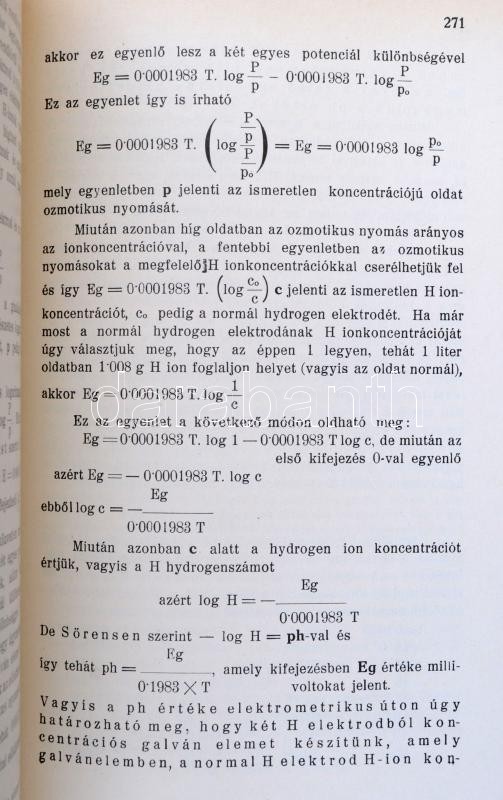 271
akkor ez egyenlő lesz a két egyes potenciál különbségével
Eg = 0·0001983 T. log P/p − 0·0001983 T. log P/p₀
Ez az egyenlet így is írható
Eg = 0·0001983 T. (log P/p / P/p₀) = Eg = 0·0001983 log p₀/p
mely egyenletben p jelenti az ismeretlen koncentrációjú oldat
ozmotikus nyomását.
Miután azonban híg oldatban az ozmotikus nyomás arányos
az ionkoncentrációval, a fentebbi egyenletben az ozmotikus
nyomásokat a megfelelő H ionkoncentrációkkal cserélhetjük fel
és így Eg = 0·0001983 T. (log c₀/c) c jelenti az ismeretlen H ion-
koncentrációt, c₀ pedig a normál hydrogen elektrodét. Ha már
most a normál hydrogen elektrodának H ionkoncentrációját
úgy választjuk meg, hogy az éppen 1 legyen, tehát 1 liter
oldatban 1·008 g H ion foglaljon helyet (vagyis az oldat normál),
akkor Eg = 0·0001983 T. log 1/c
darabanth
Ez az egyenlet a következő módon oldható meg:
Eg = 0·0001983 T. log 1 — 0·0001983 T log c, de miután az
első kifejezés 0-val egyenlő
azért Eg = — 0·0001983 T. log c
ebből log c = — Eg / 0·0001983 T
Miután azonban c alatt a hydrogen ion koncentrációt
értjük, vagyis a H hydrogenszámot
azért log H = — Eg / 0·0001983 T
De Sörensen szerint — log H = ph-val és
így tehát ph = Eg / 0·1983 × T, amely kifejezésben Eg értéke milli-
voltokat jelent.
Vagyis a ph értéke elektrometrikus úton úgy
határozható meg, hogy két H elektrodból kon-
centrációs galván elemet készítünk, amely
galvánelemben, a normal H elektrod H-ion kon-